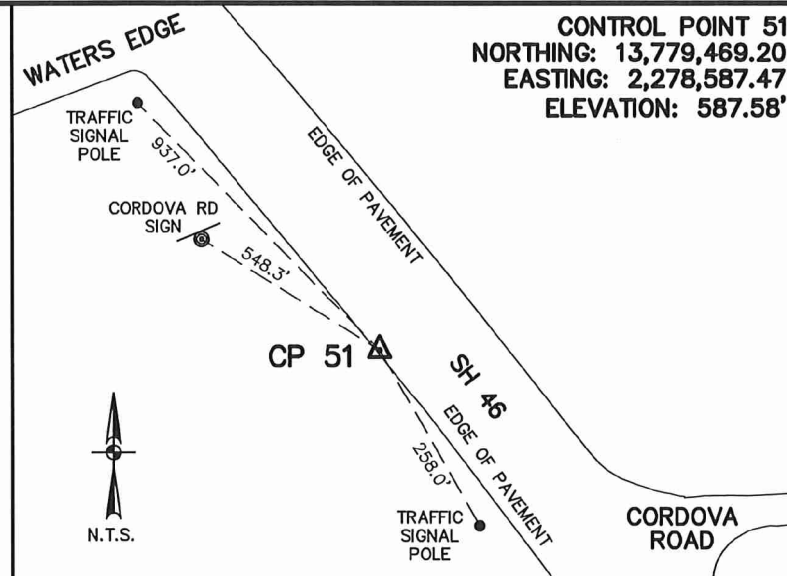 CONTROL POINT 51
NORTHING: 13,779,469.20
EASTING: 2,278,587.47
ELEVATION: 587.58'
WATERS EDGE
TRAFFIC
SIGNAL
POLE
937.0'
EDGE OF PAVEMENT
CORDOVA RD
SIGN
548.3'
CP 51
SH 46
EDGE OF PAVEMENT
258.0'
N.T.S.
TRAFFIC
SIGNAL
POLE
CORDOVA
ROAD